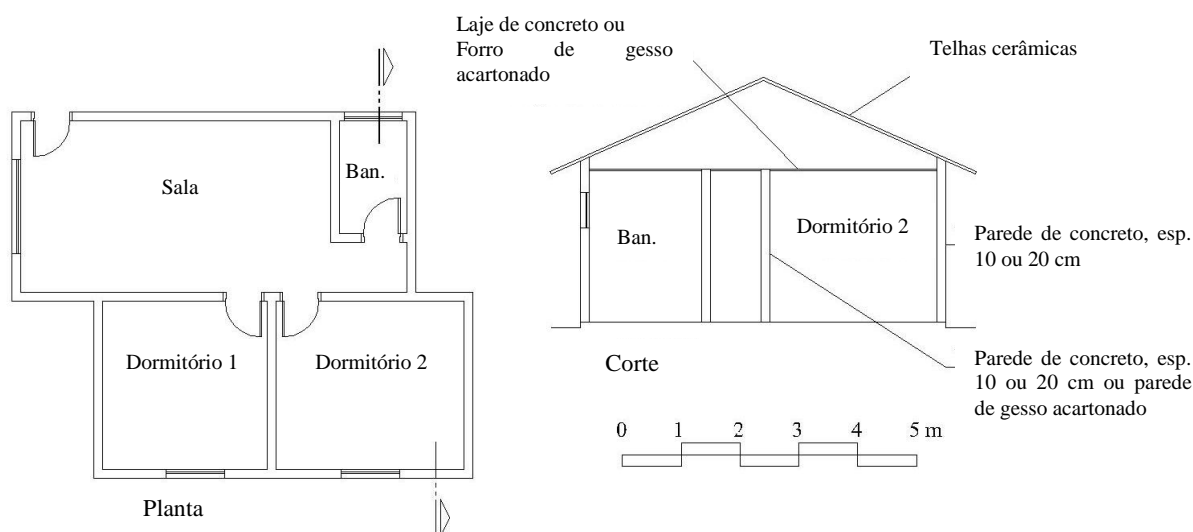 Laje de concreto ou
Forro de gesso
acartonado
Telhas cerâmicas
Sala
Ban.
Dormitório 1
Dormitório 2
Planta
Ban.
Dormitório 2
Parede de concreto, esp.
10 ou 20 cm
Parede de concreto, esp.
10 ou 20 cm ou parede
de gesso acartonado
Corte
0 1 2 3 4 5 m